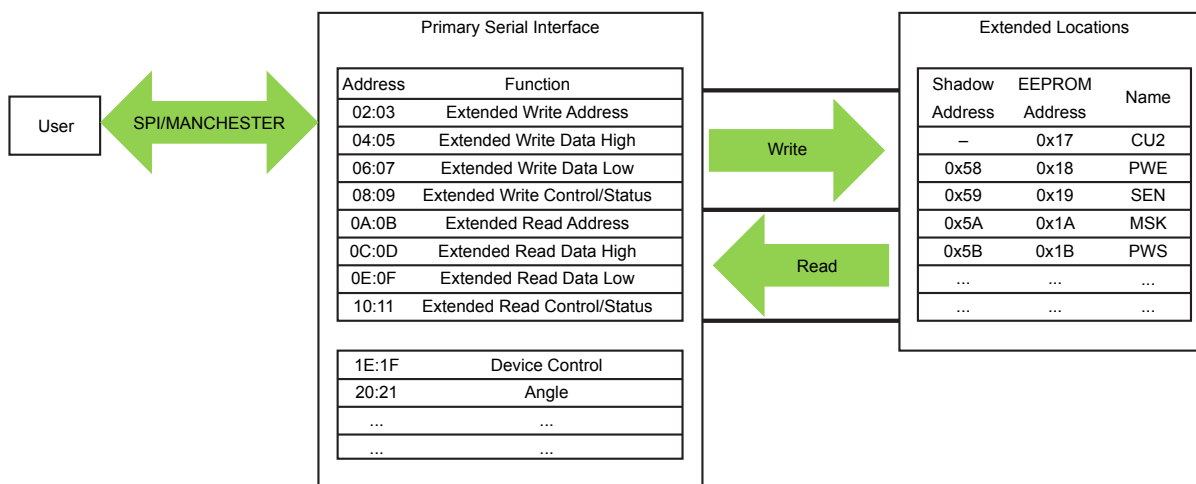 Primary Serial Interface
Address Function
02:03 Extended Write Address
04:05 Extended Write Data High
06:07 Extended Write Data Low
08:09 Extended Write Control/Status
0A:0B Extended Read Address
0C:0D Extended Read Data High
0E:0F Extended Read Data Low
10:11 Extended Read Control/Status
1E:1F Device Control
20:21 Angle
... ...
... ...
User
SPI/MANCHESTER
Write
Read
Extended Locations
Shadow EEPROM
Address Address Name
– 0x17 CU2
0x58 0x18 PWE
0x59 0x19 SEN
0x5A 0x1A MSK
0x5B 0x1B PWS
... ... ...
... ... ...